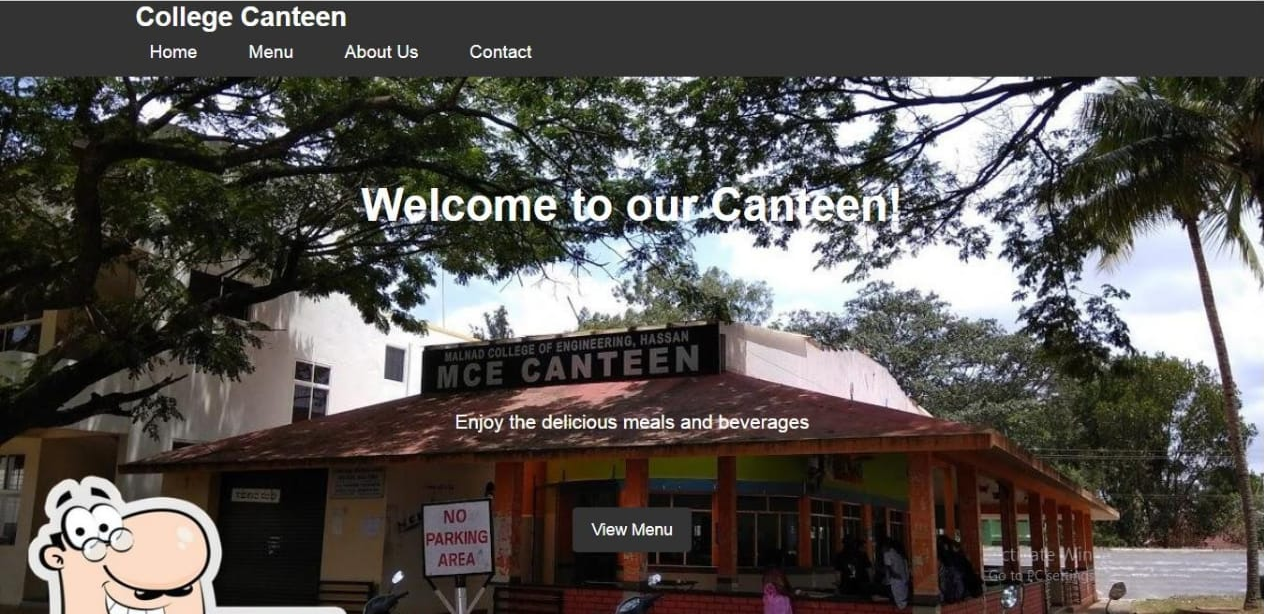 College Canteen
Home Menu About Us Contact
Welcome to our Canteen!
MALNAD COLLEGE OF ENGINEERING, HASSAN
MCE CANTEEN
Enjoy the delicious meals and beverages
NO
PARKING
AREA
View Menu
Activate Win
Go to PC settings